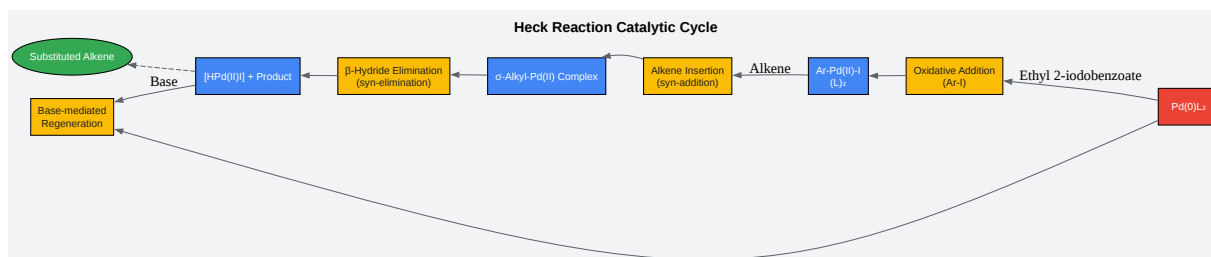 Heck Reaction Catalytic Cycle
Substituted Alkene
Base
[HPd(II)I] + Product
β-Hydride Elimination
(syn-elimination)
σ-Alkyl-Pd(II) Complex
Alkene Insertion
(syn-addition)
Alkene
Ar-Pd(II)-I
(L)₂
Oxidative Addition
(Ar-I)
Ethyl 2-iodobenzoate
Pd(0)L₂
Base-mediated
Regeneration